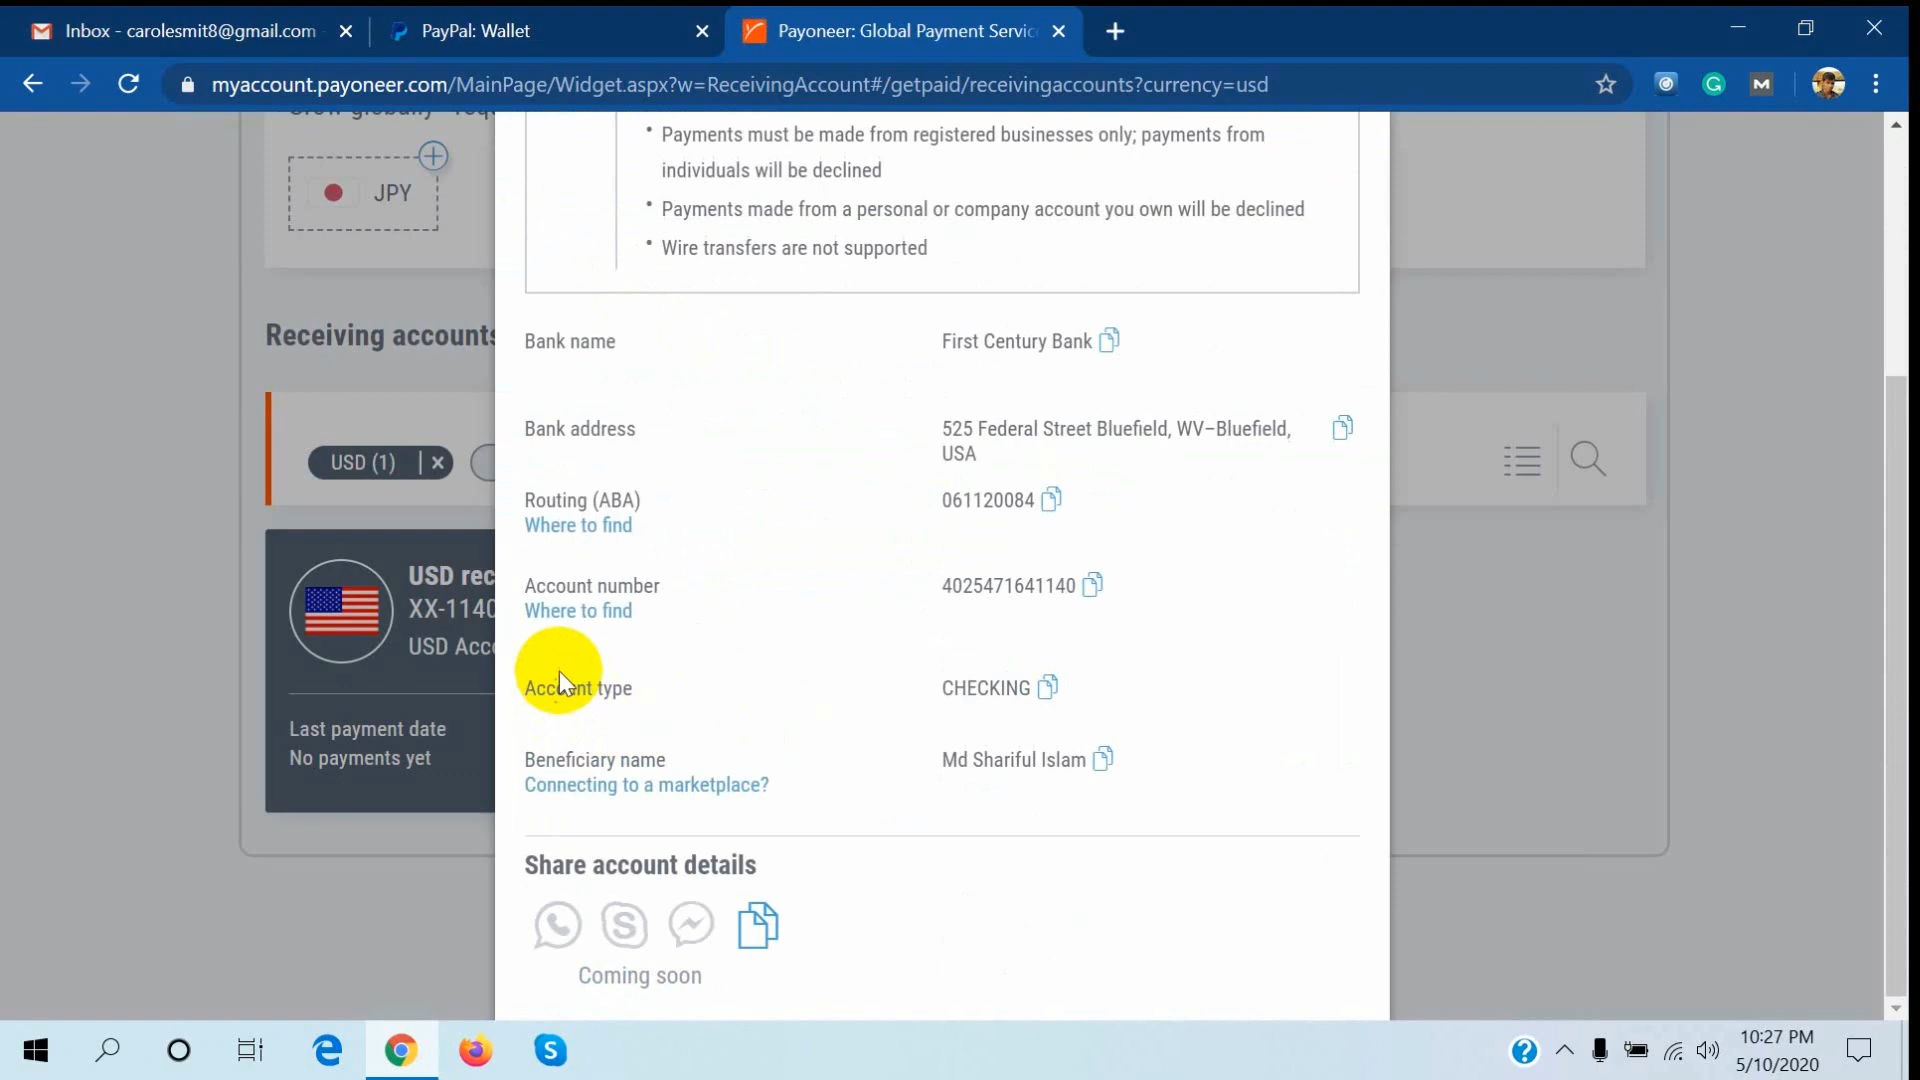 Inbox - carolesmit8@gmail.com
PayPal: Wallet
Payoneer: Global Payment Servic
myaccount.payoneer.com/MainPage/Widget.aspx?w=ReceivingAccount#/getpaid/receivingaccounts?currency=usd
JPY
• Payments must be made from registered businesses only; payments from
individuals will be declined
• Payments made from a personal or company account you own will be declined
• Wire transfers are not supported
Receiving accounts
USD (1)
USD rec
XX-1140
USD Acc
Last payment date
No payments yet
Bank name
First Century Bank
Bank address
525 Federal Street Bluefield, WV–Bluefield,
USA
Routing (ABA)
061120084
Where to find
Account number
4025471641140
Where to find
Account type
CHECKING
Beneficiary name
Md Shariful Islam
Connecting to a marketplace?
Share account details
Coming soon
10:27 PM
5/10/2020